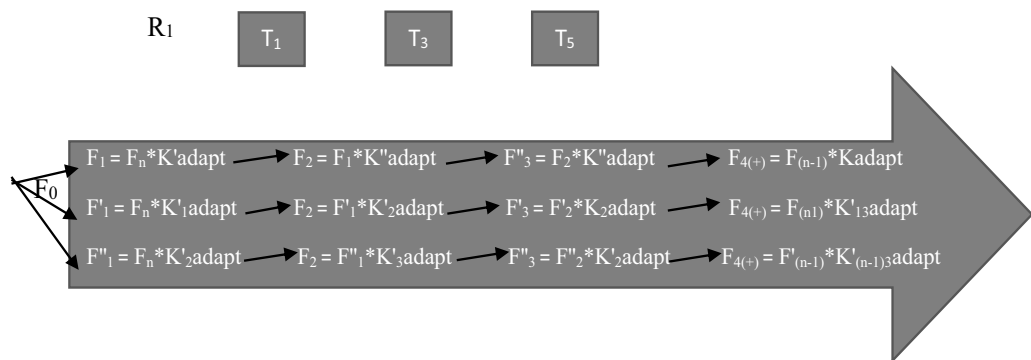 R₁ T₁ T₃ T₅
F₁ = Fₙ*K'adapt F₂ = F₁*K''adapt F''₃ = F₂*K''adapt F₄₍₊₎ = F₍ₙ₋₁₎*Kadapt
F₀
F'₁ = Fₙ*K'₁adapt F₂ = F'₁*K'₂adapt F'₃ = F'₂*K₂adapt F₄₍₊₎ = F₍ₙ₁₎*K'₁₃adapt
F''₁ = Fₙ*K'₂adapt F₂ = F''₁*K'₃adapt F''₃ = F''₂*K'₂adapt F₄₍₊₎ = F'₍ₙ₋₁₎*K'₍ₙ₋₁₎₃adapt